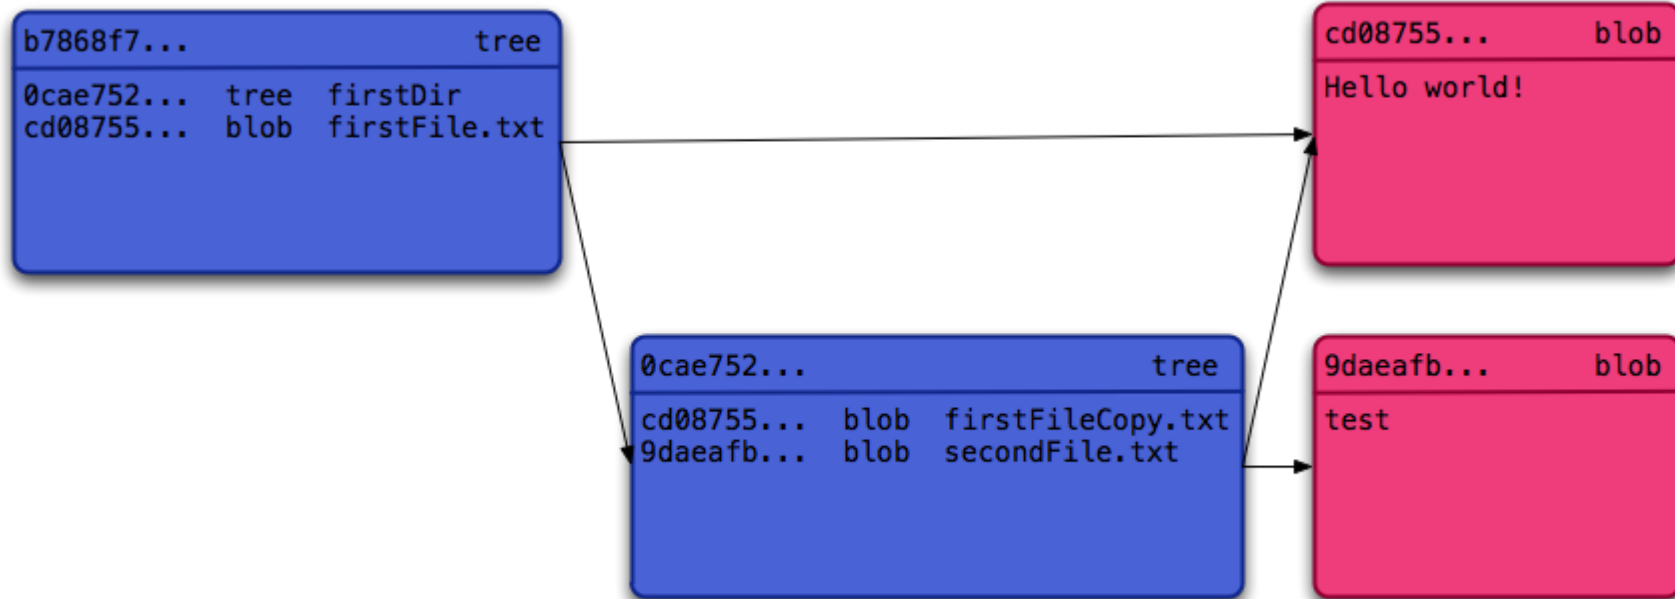 b7868f7... tree
0cae752... tree firstDir
cd08755... blob firstFile.txt
cd08755... blob
Hello world!
0cae752... tree
cd08755... blob firstFileCopy.txt
9daeafb... blob secondFile.txt
9daeafb... blob
test